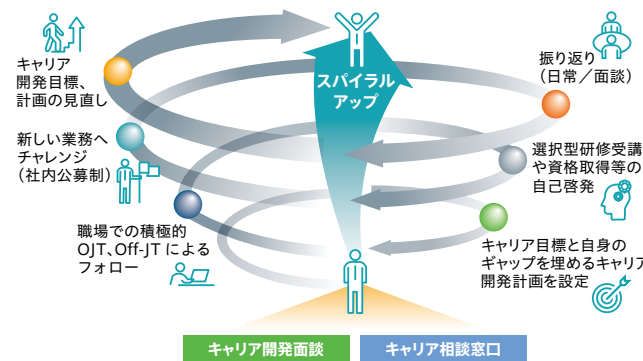 キャリア
開発目標、
計画の見直し
スパイラル
アップ
振り返り
（日常／面談）
新しい業務へ
チャレンジ
（社内公募制）
選択型研修受講
や資格取得等の
自己啓発
職場での積極的
OJT、Off-JTによる
フォロー
キャリア目標と自身の
ギャップを埋めるキャリア
開発計画を設定
キャリア開発面談
キャリア相談窓口